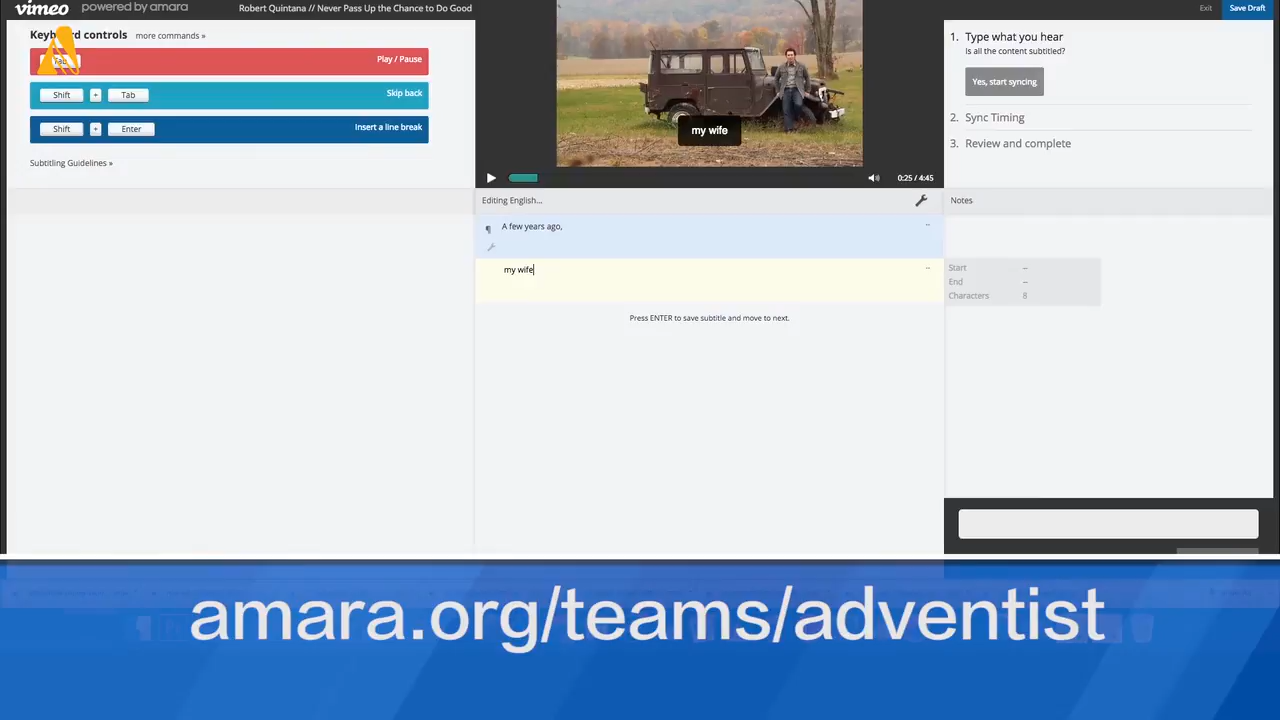 vimeo powered by amara
Robert Quintana // Never Pass Up the Chance to Do Good
Exit
Save Draft
Keyboard controls more commands »
Tab
Play / Pause
Shift + Tab
Skip back
Shift + Enter
Insert a line break
Subtitling Guidelines »
my wife
0:25 / 4:45
1. Type what you hear
Is all the content subtitled?
Yes, start syncing
2. Sync Timing
3. Review and complete
Editing English...
Notes
¶ A few years ago, --
my wife --
Press ENTER to save subtitle and move to next.
Start --
End --
Characters 8
amara.org/teams/adventist